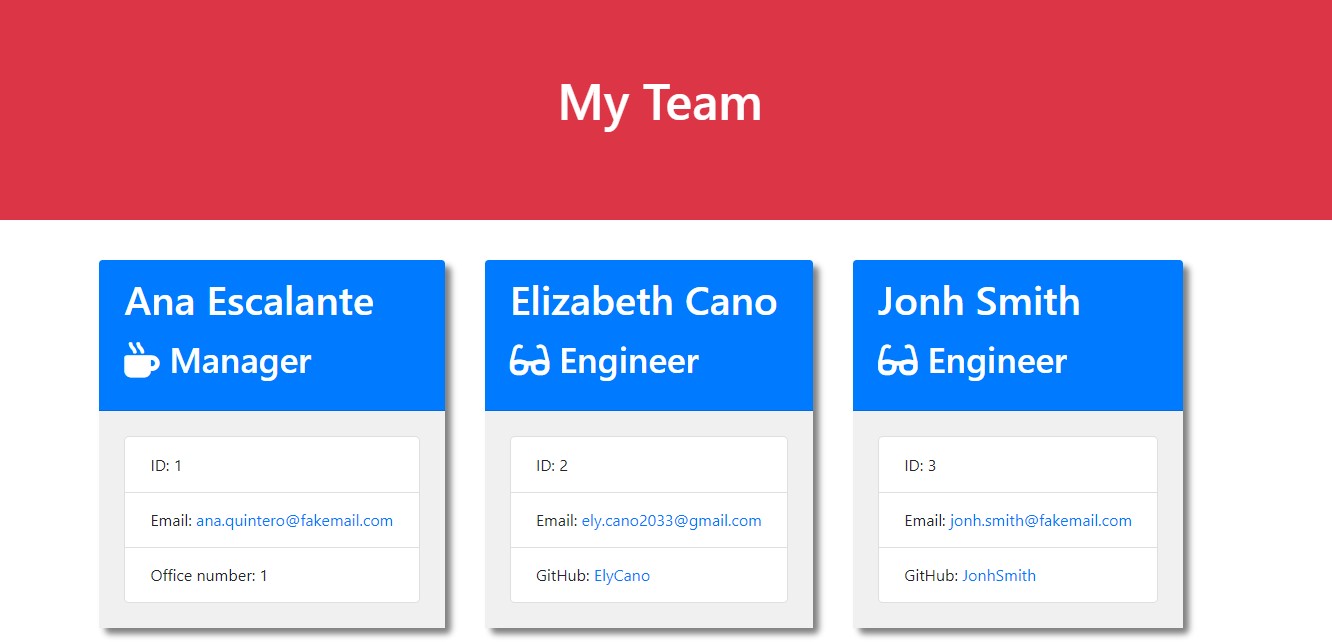 My Team
Ana Escalante
Manager
ID: 1
Email: ana.quintero@fakemail.com
Office number: 1
Elizabeth Cano
Engineer
ID: 2
Email: ely.cano2033@gmail.com
GitHub: ElyCano
Jonh Smith
Engineer
ID: 3
Email: jonh.smith@fakemail.com
GitHub: JonhSmith